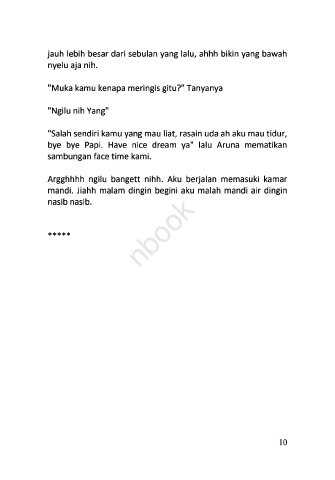 jauh lebih besar dari sebulan yang lalu, ahhh bikin yang bawah
nyelu aja nih.
"Muka kamu kenapa meringis gitu?" Tanyanya
"Ngilu nih Yang"
"Salah sendiri kamu yang mau liat, rasain uda ah aku mau tidur,
bye bye Papi. Have nice dream ya" lalu Aruna mematikan
sambungan face time kami.
Argghhhh ngilu bangett nihh. Aku berjalan memasuki kamar
mandi. Jiahh malam dingin begini aku malah mandi air dingin
nasib nasib.
*****
nbook
10